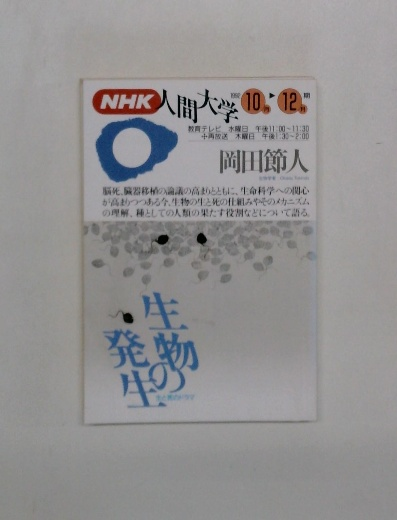 NHK 人間大学 1992 10月▶12月期
教育テレビ 水曜日 午後11:00~11:30
再放送 木曜日 午後1:30~2:00
岡田節人
脳死、臓器移植の論議の高まりとともに、生命科学への関心
が高まりつつある今、生物の生と死の仕組みやそのメカニズム
の理解、種としての人類の果たす役割などについて語る。
生物の
発生